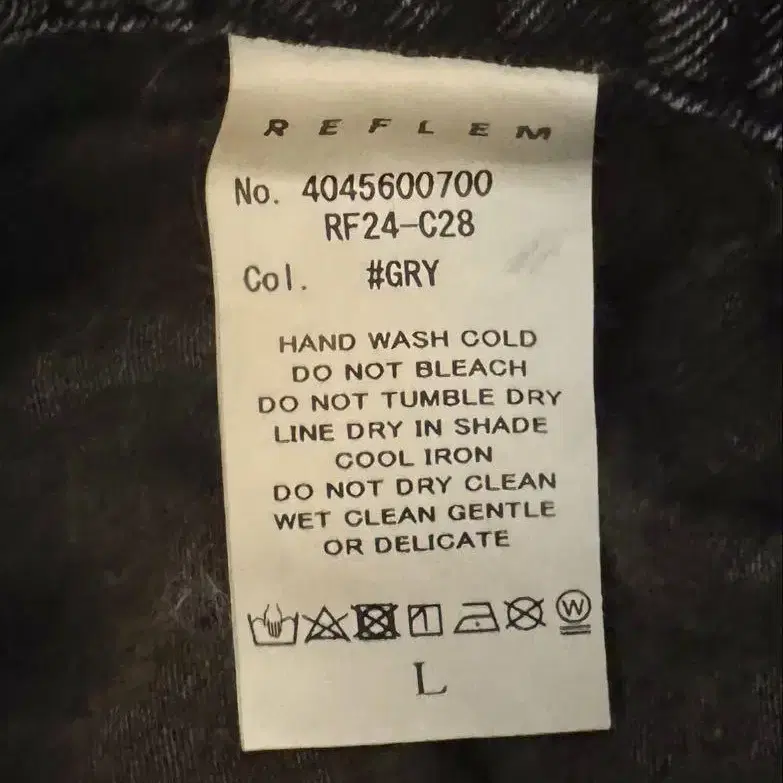 REFLEM
No. 4045600700
RF24-C28
Col. #GRY
HAND WASH COLD
DO NOT BLEACH
DO NOT TUMBLE DRY
LINE DRY IN SHADE
COOL IRON
DO NOT DRY CLEAN
WET CLEAN GENTLE
OR DELICATE
W
L